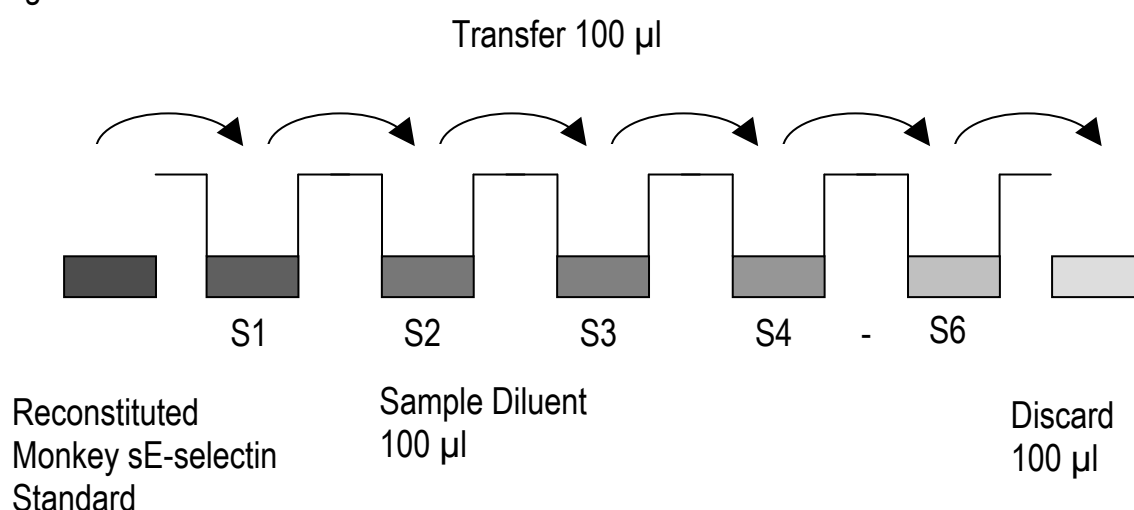 Transfer 100 µl
S1 S2 S3 S4 - S6
Reconstituted
Monkey sE-selectin
Standard
Sample Diluent
100 µl
Discard
100 µl